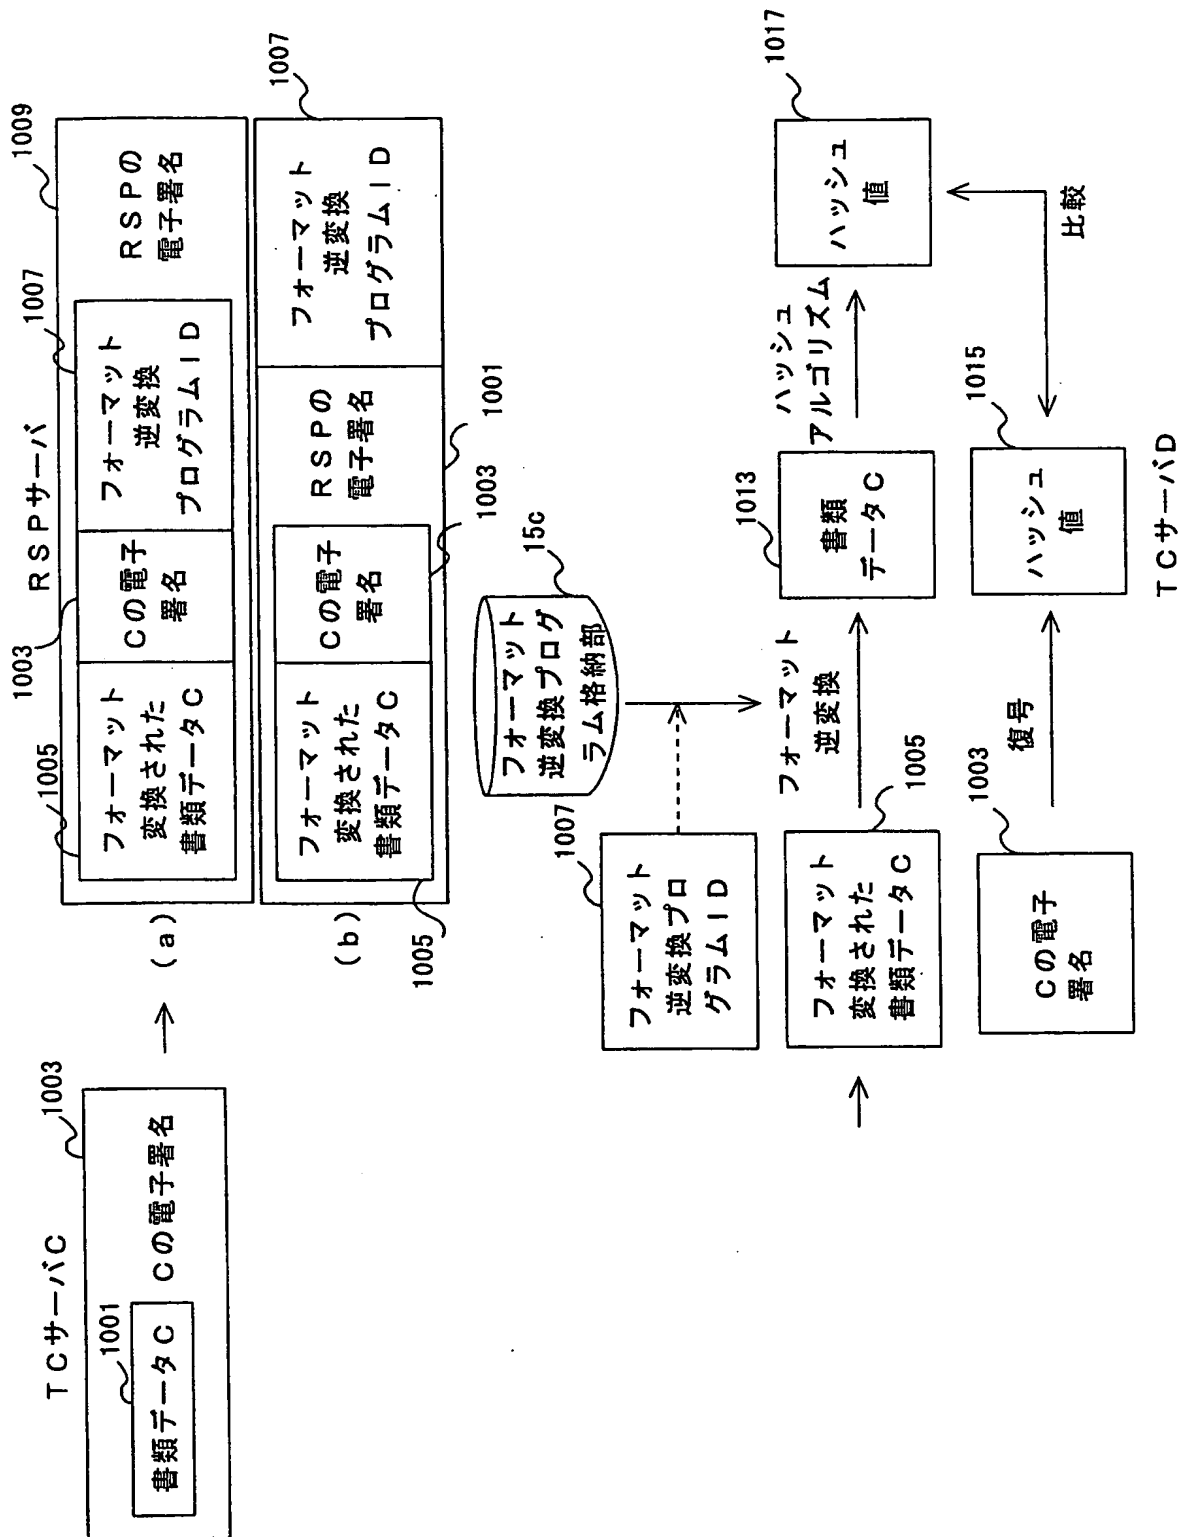 TCサーバC
1003
1001
書類データC
Cの電子署名
RSPサーバ
1009
1007
1003
1005
フォーマット
変換された
書類データC
Cの電子
署名
フォーマット
逆変換
プログラムID
RSPの
電子署名
(a)
1007
フォーマット
変換された
書類データC
Cの電子
署名
RSPの
電子署名
フォーマット
逆変換
プログラムID
1001
1003
1005
(b)
15c
フォーマット
逆変換プログ
ラム格納部
1007
フォーマット
逆変換プロ
グラムID
フォーマット
変換された
書類データC
1005
フォーマット
逆変換
1013
書類
データC
ハッシュ
アルゴリズム
1017
ハッシュ
値
Cの電子
署名
1003
復号
1015
ハッシュ
値
比較
TCサーバD